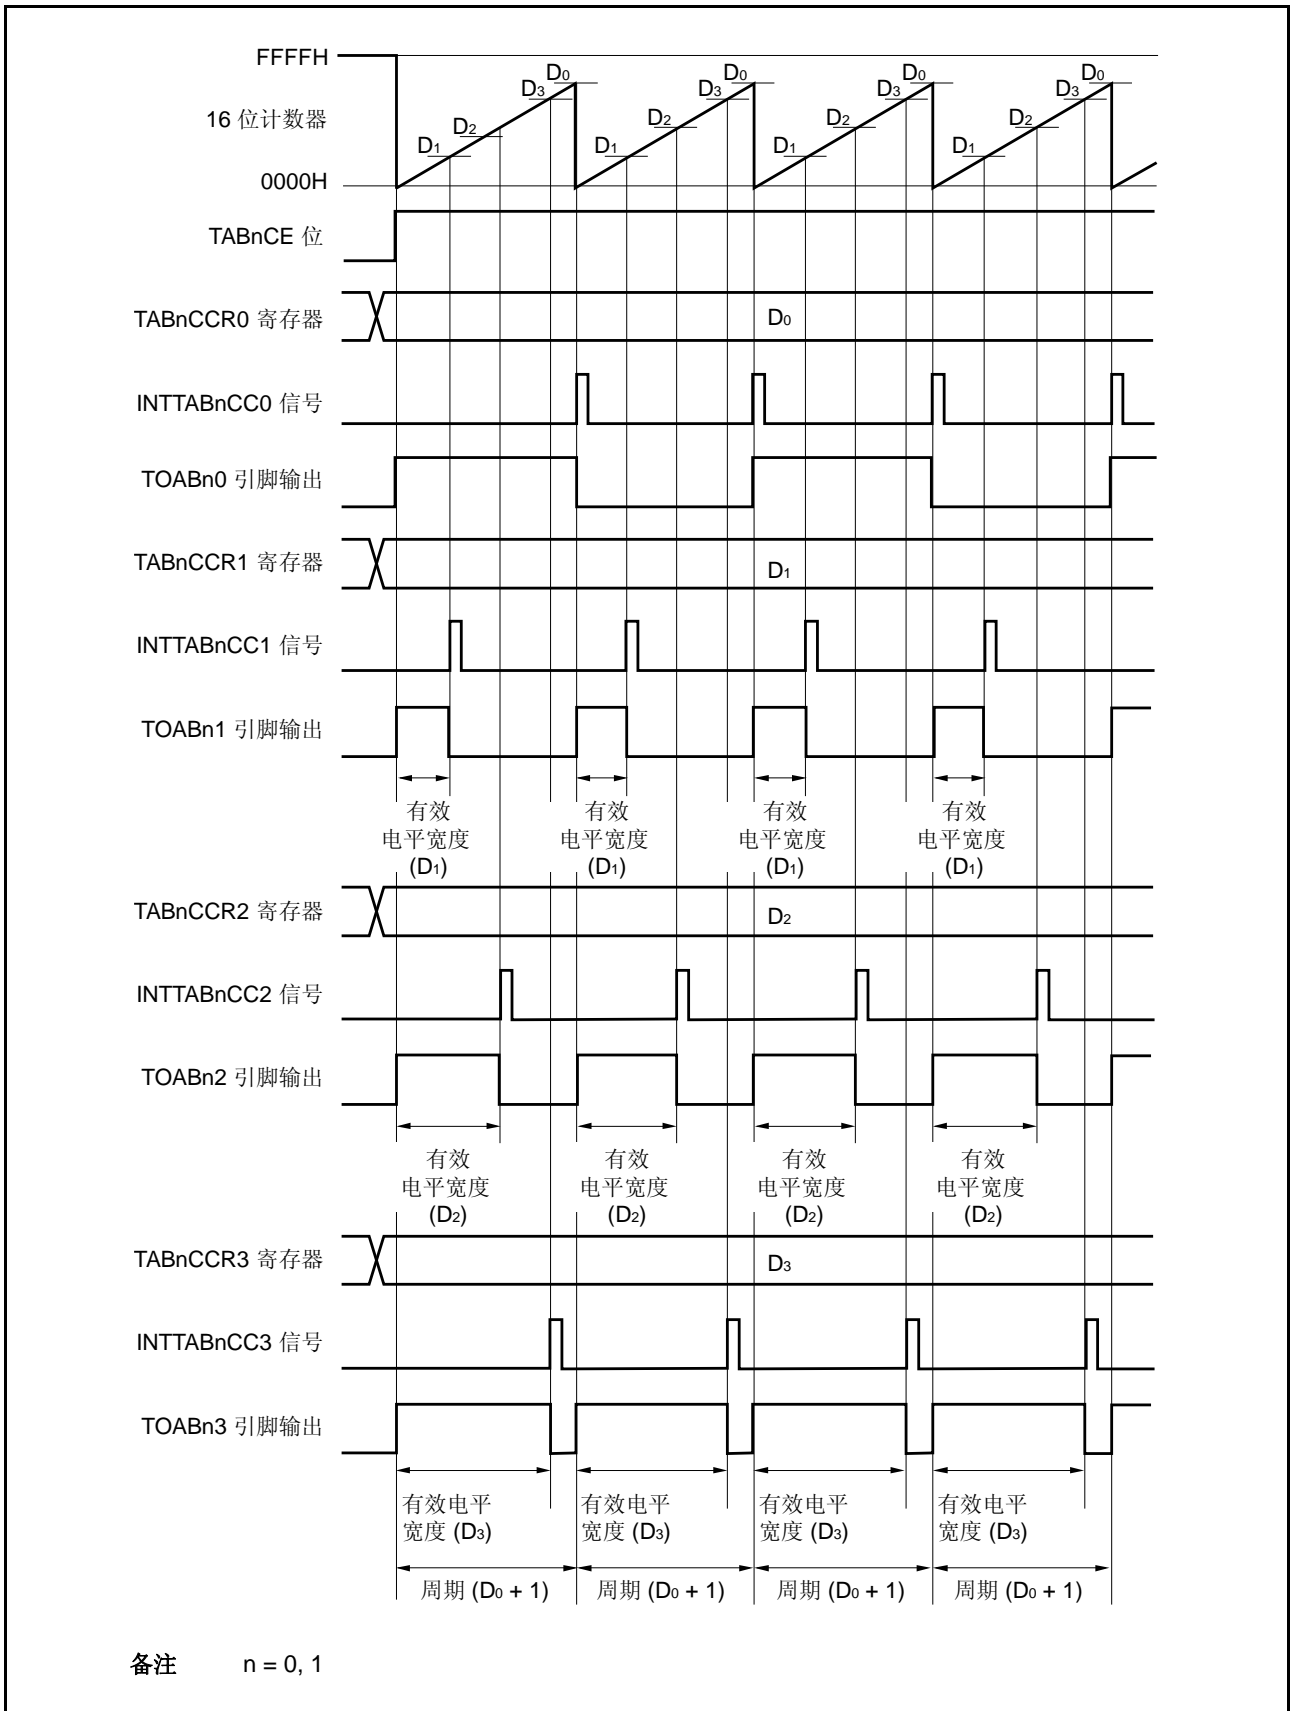 FFFFH
D0 D0 D0 D0
D3 D3 D3 D3
16 位计数器
D2 D2 D2 D2
D1 D1 D1 D1
0000H
TABnCE 位
TABnCCR0 寄存器
D0
INTTABnCC0 信号
TOABn0 引脚输出
TABnCCR1 寄存器
D1
INTTABnCC1 信号
TOABn1 引脚输出
有效 有效 有效 有效
电平宽度 电平宽度 电平宽度 电平宽度
(D1) (D1) (D1) (D1)
TABnCCR2 寄存器
D2
INTTABnCC2 信号
TOABn2 引脚输出
有效 有效 有效 有效
电平宽度 电平宽度 电平宽度 电平宽度
(D2) (D2) (D2) (D2)
TABnCCR3 寄存器
D3
INTTABnCC3 信号
TOABn3 引脚输出
有效电平 有效电平 有效电平 有效电平
宽度 (D3) 宽度 (D3) 宽度 (D3) 宽度 (D3)
周期 (D0 + 1) 周期 (D0 + 1) 周期 (D0 + 1) 周期 (D0 + 1)
备注 n = 0, 1